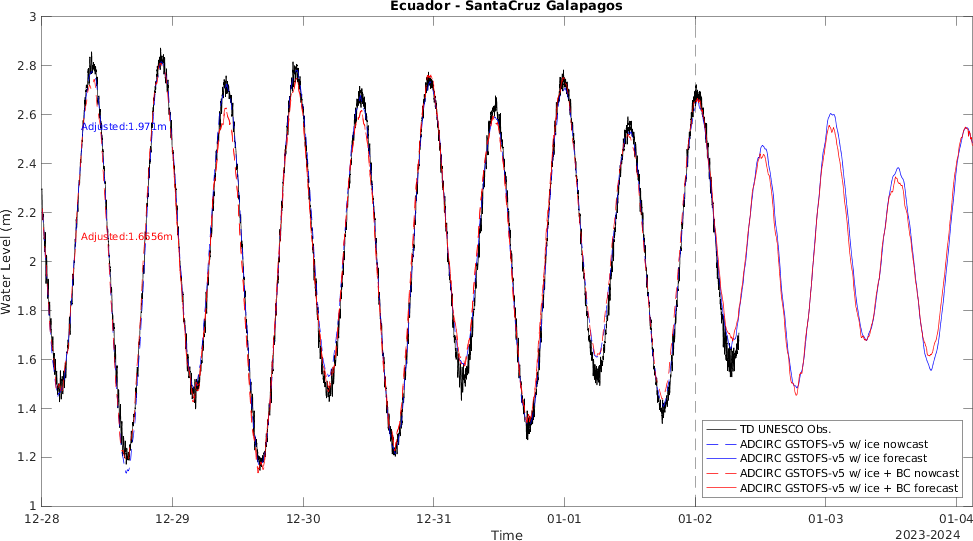 Ecuador - SantaCruz Galapagos
3
2.8
2.6
2.4
2.2
2
1.8
1.6
1.4
1.2
1
Water Level (m)
Adjusted:1.971m
Adjusted:1.6556m
TD UNESCO Obs.
ADCIRC GSTOFS-v5 w/ ice nowcast
ADCIRC GSTOFS-v5 w/ ice forecast
ADCIRC GSTOFS-v5 w/ ice + BC nowcast
ADCIRC GSTOFS-v5 w/ ice + BC forecast
12-28 12-29 12-30 12-31 01-01 01-02 01-03 01-04
Time
2023-2024